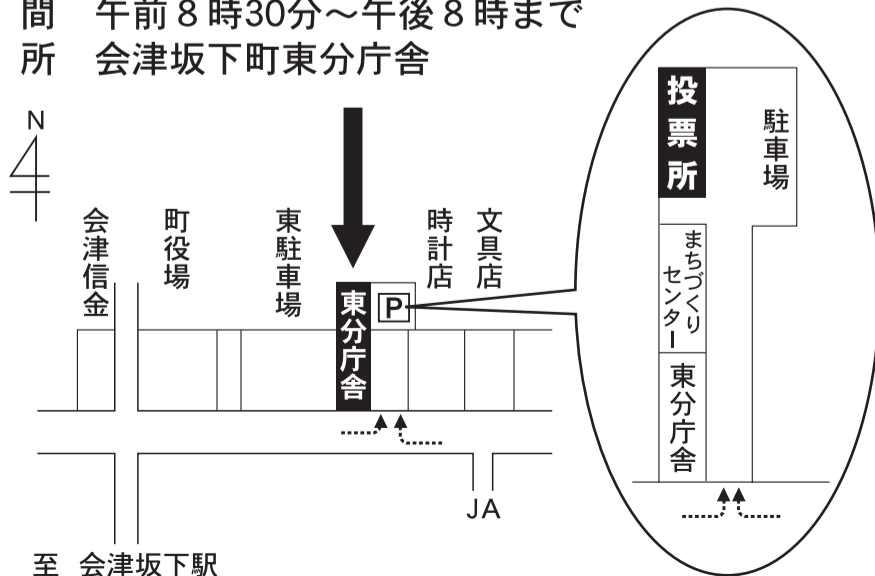 間 午前8時30分～午後8時まで
所 会津坂下町東分庁舎
N
会津信金
町役場
東駐車場
時計店
文具店
東分庁舎
P
JA
至 会津坂下駅
投票所
駐車場
まちづくり
センター
東分庁舎